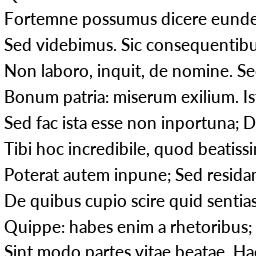 Fortemne possumus dicere eunde
Sed videbimus. Sic consequentibu
Non laboro, inquit, de nomine. Se
Bonum patria: miserum exilium. Is
Sed fac ista esse non inportuna; D
Tibi hoc incredibile, quod beatissi
Poterat autem inpune; Sed residar
De quibus cupio scire quid sentias
Quippe: habes enim a rhetoribus;
Sint modo partes vitae beatae. Ha